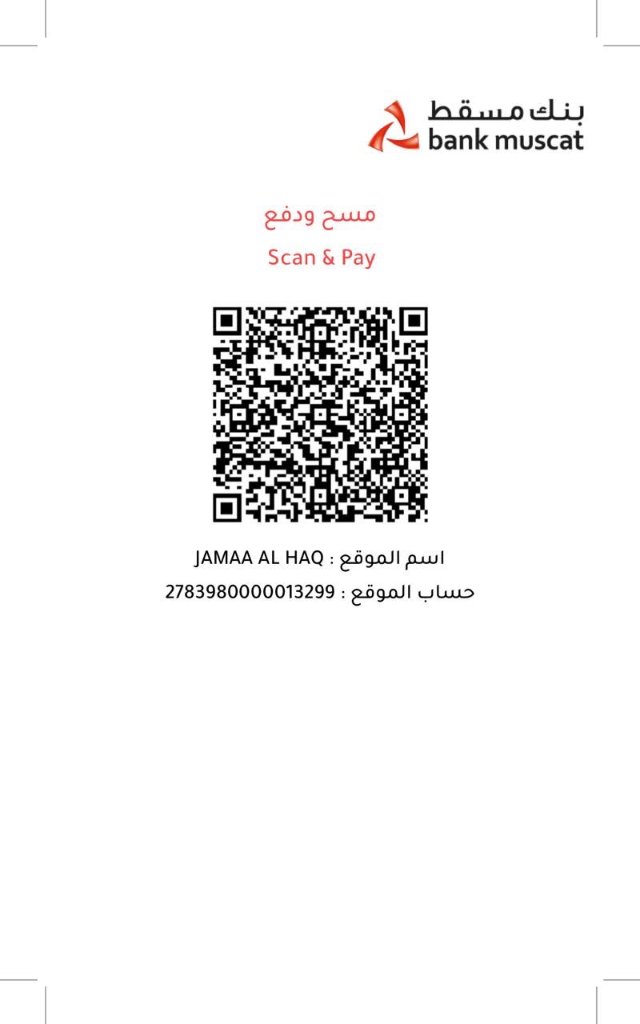 بنك مسقط
bank muscat
مسح ودفع
Scan & Pay
اسم الموقع : JAMAA AL HAQ
حساب الموقع : 2783980000013299